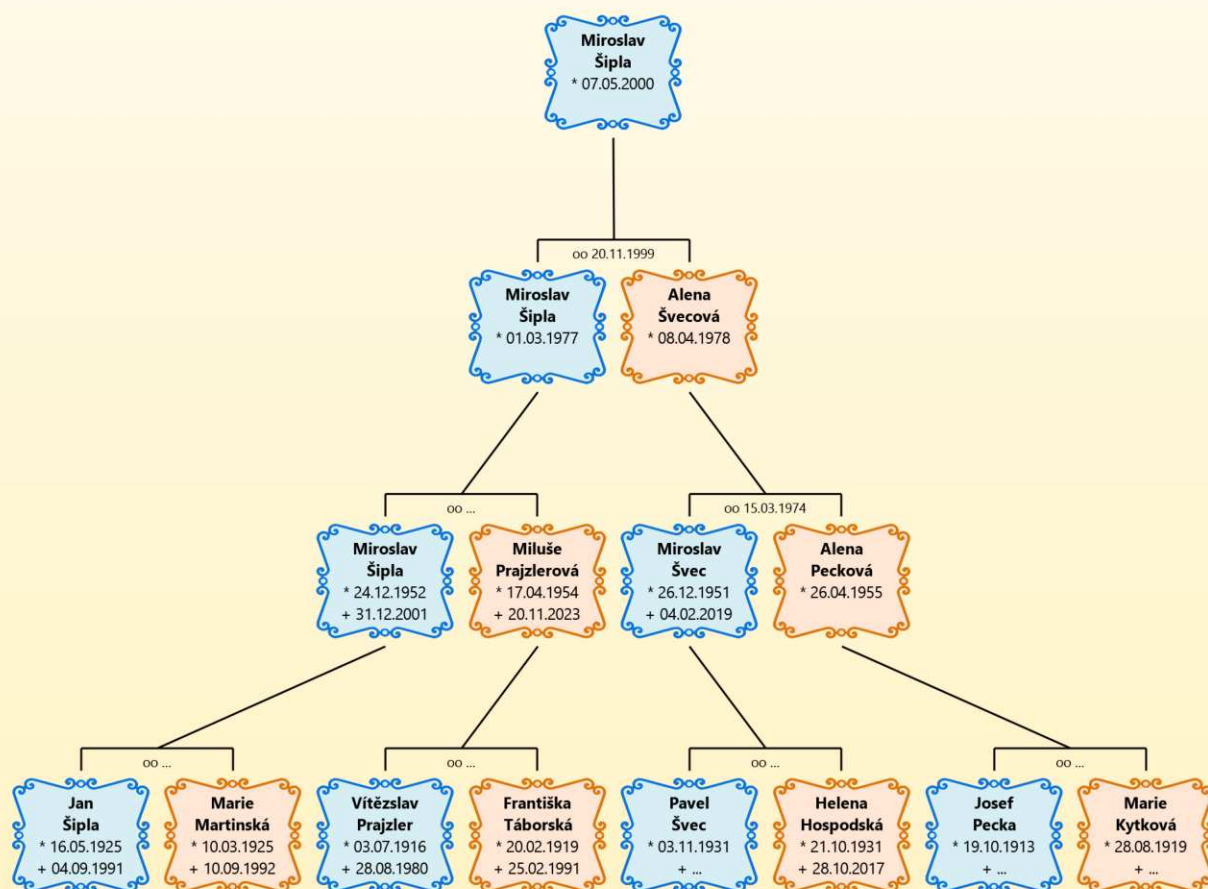 Miroslav
Šipla
* 07.05.2000
oo 20.11.1999
Miroslav
Šipla
* 01.03.1977
Alena
Švecová
* 08.04.1978
oo ...
oo 15.03.1974
Miroslav
Šipla
* 24.12.1952
+ 31.12.2001
Miluše
Prajzlerová
* 17.04.1954
+ 20.11.2023
Miroslav
Švec
* 26.12.1951
+ 04.02.2019
Alena
Pecková
* 26.04.1955
oo ...
oo ...
oo ...
oo ...
Jan
Šipla
* 16.05.1925
+ 04.09.1991
Marie
Martinská
* 10.03.1925
+ 10.09.1992
Vítězslav
Prajzler
* 03.07.1916
+ 28.08.1980
Františka
Táborská
* 20.02.1919
+ 25.02.1991
Pavel
Švec
* 03.11.1931
+ ...
Helena
Hospodská
* 21.10.1931
+ 28.10.2017
Josef
Pecka
* 19.10.1913
+ ...
Marie
Kytková
* 28.08.1919
+ ...